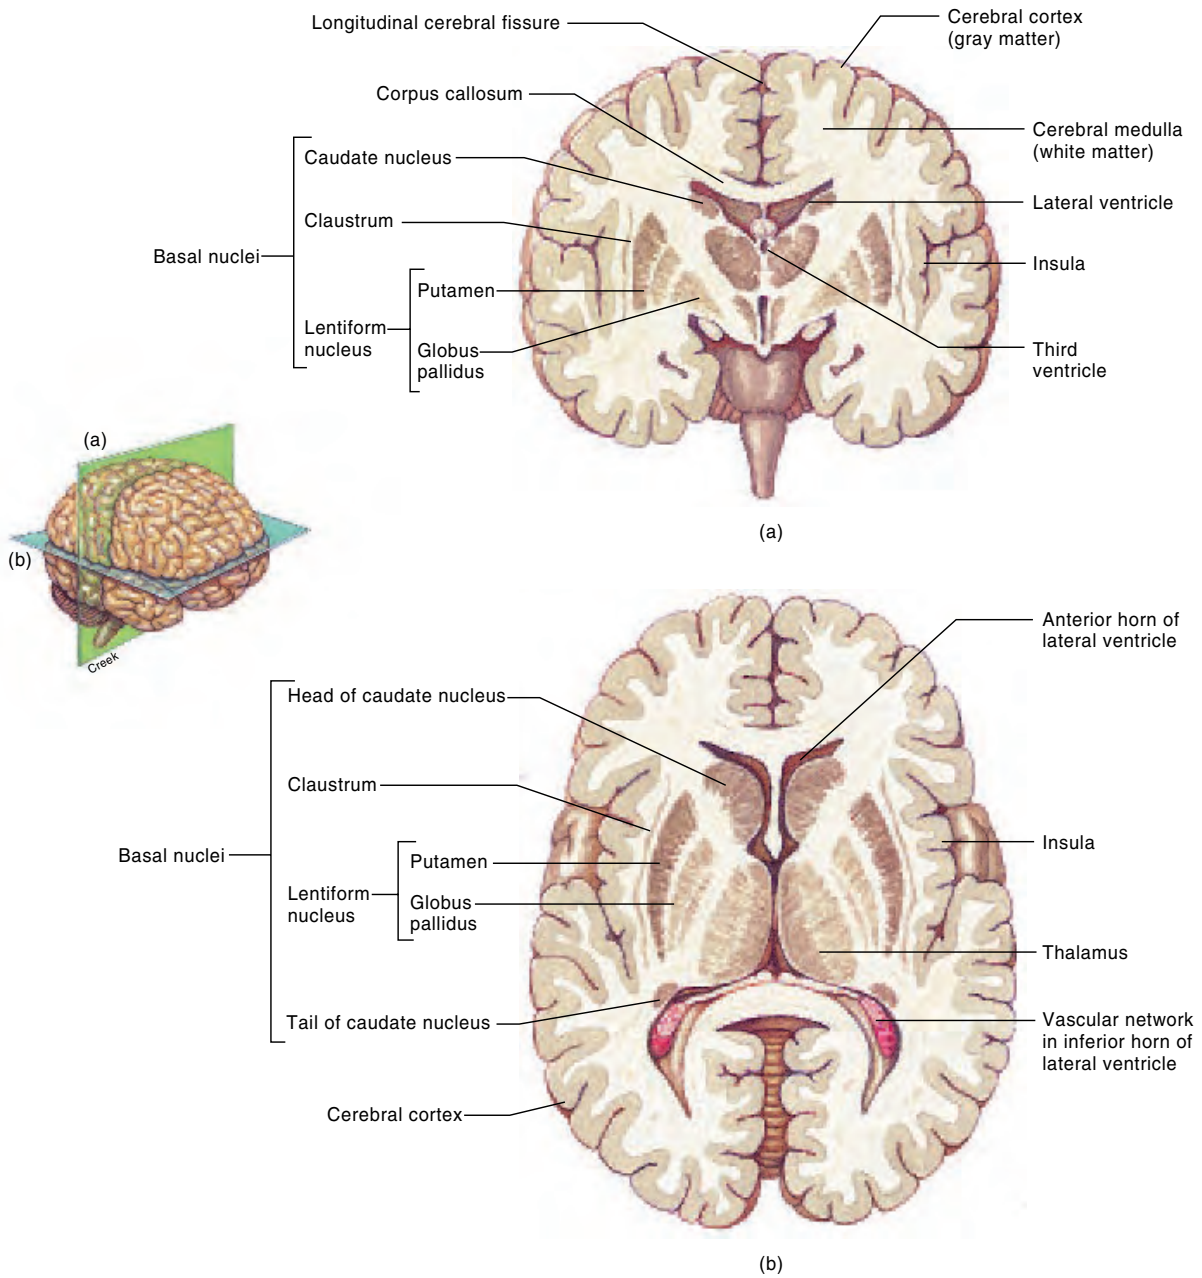 Longitudinal cerebral fissure
Cerebral cortex
(gray matter)
Corpus callosum
Cerebral medulla
(white matter)
Caudate nucleus
Lateral ventricle
Claustrum
Basal nuclei
Insula
Putamen
Lentiform
nucleus
Globus
pallidus
Third
ventricle
(a)
(a)
(b)
Creek
Anterior horn of
lateral ventricle
Head of caudate nucleus
Claustrum
Basal nuclei
Putamen
Insula
Lentiform
nucleus
Globus
pallidus
Thalamus
Tail of caudate nucleus
Vascular network
in inferior horn of
lateral ventricle
Cerebral cortex
(b)